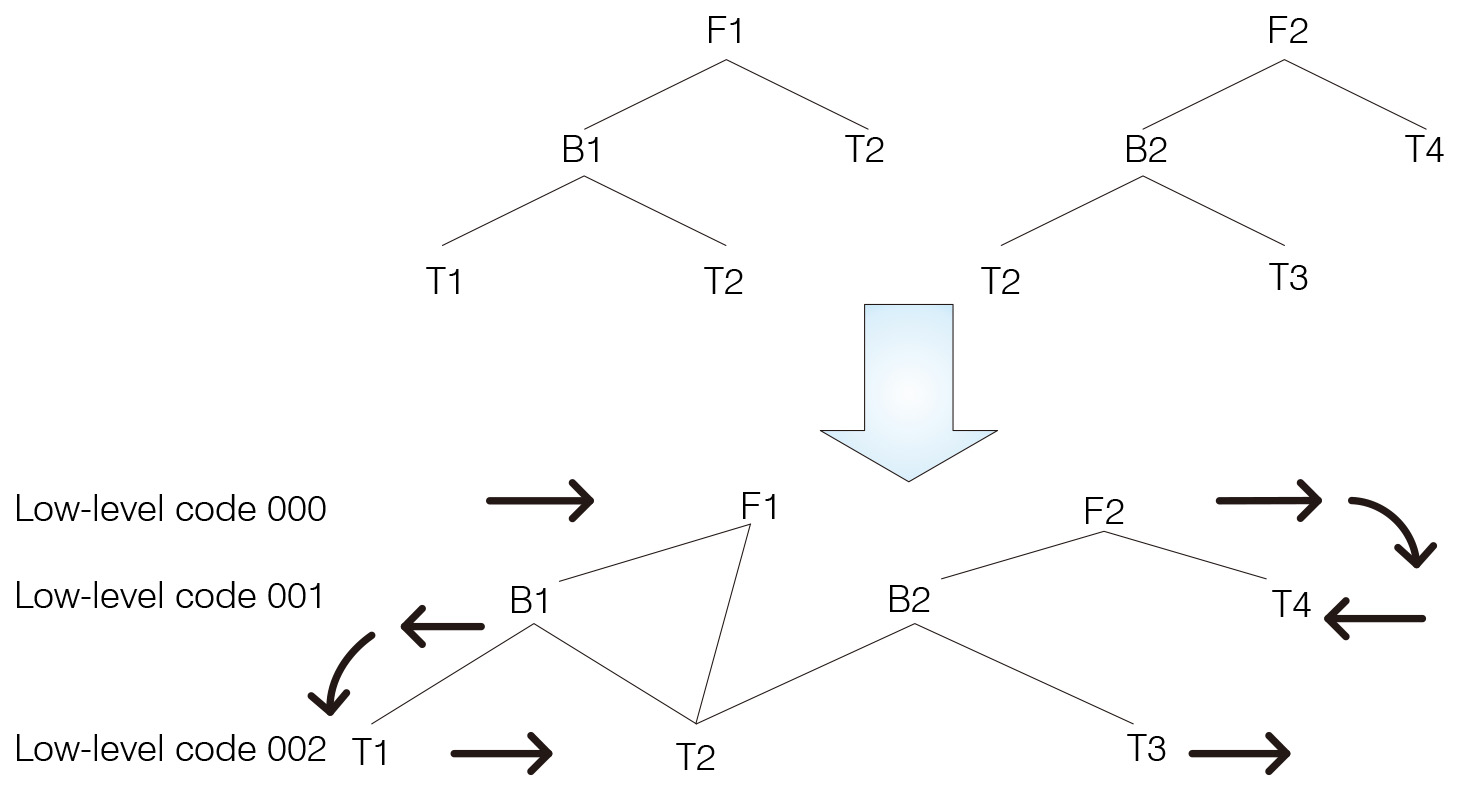 F1 F2
B1 T2 B2 T4
T1 T2 T2 T3
Low-level code 000 F1 F2
Low-level code 001 B1 B2 T4
Low-level code 002 T1 T2 T3